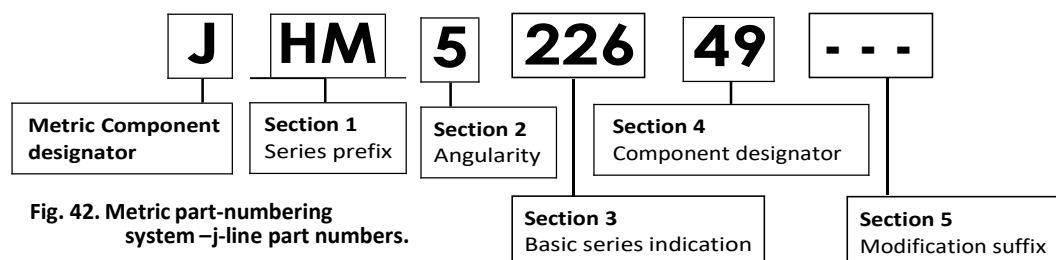 J HM 5 226 49 - - -
Metric Component
designator
Section 1
Series prefix
Section 2
Angularity
Section 4
Component designator
Section 3
Basic series indication
Section 5
Modification suffix
Fig. 42. Metric part-numbering
system –j-line part numbers.